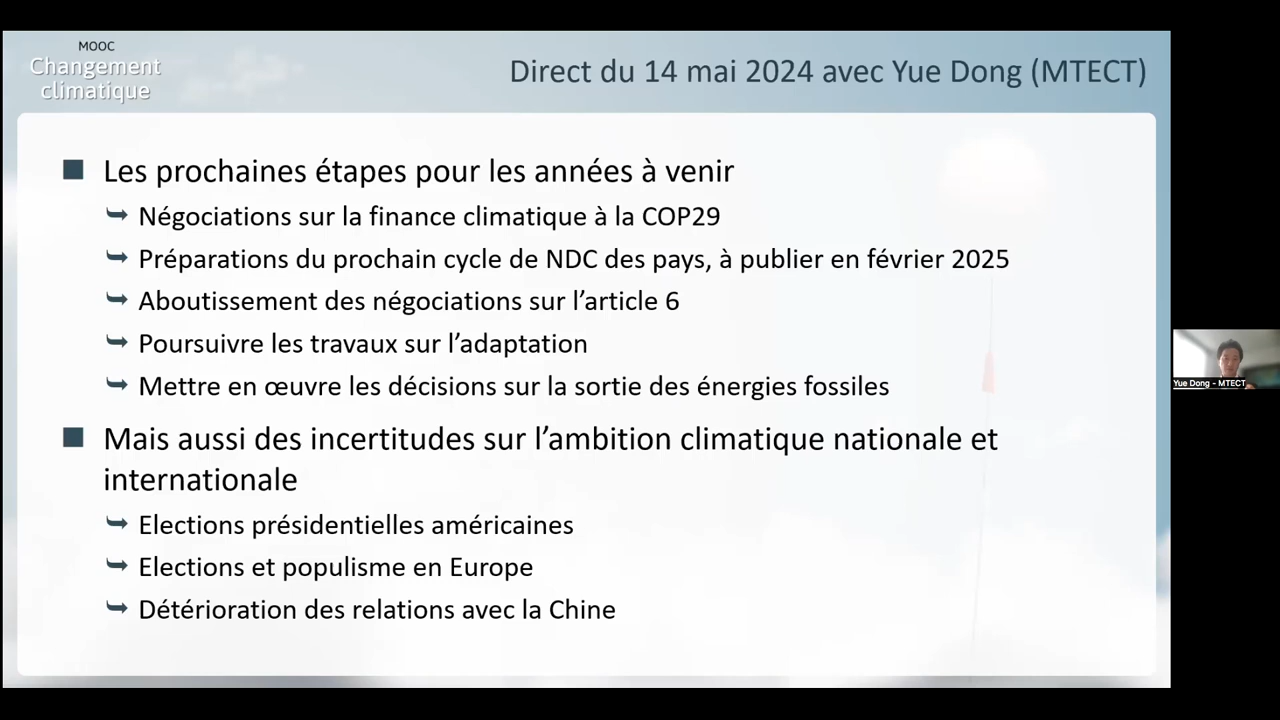 MOOC
Changement
climatique
Direct du 14 mai 2024 avec Yue Dong (MTECT)
Les prochaines étapes pour les années à venir
Négociations sur la finance climatique à la COP29
Préparations du prochain cycle de NDC des pays, à publier en février 2025
Aboutissement des négociations sur l’article 6
Poursuivre les travaux sur l’adaptation
Mettre en œuvre les décisions sur la sortie des énergies fossiles
Mais aussi des incertitudes sur l’ambition climatique nationale et
internationale
Elections présidentielles américaines
Elections et populisme en Europe
Détérioration des relations avec la Chine
Yue Dong - MTECT